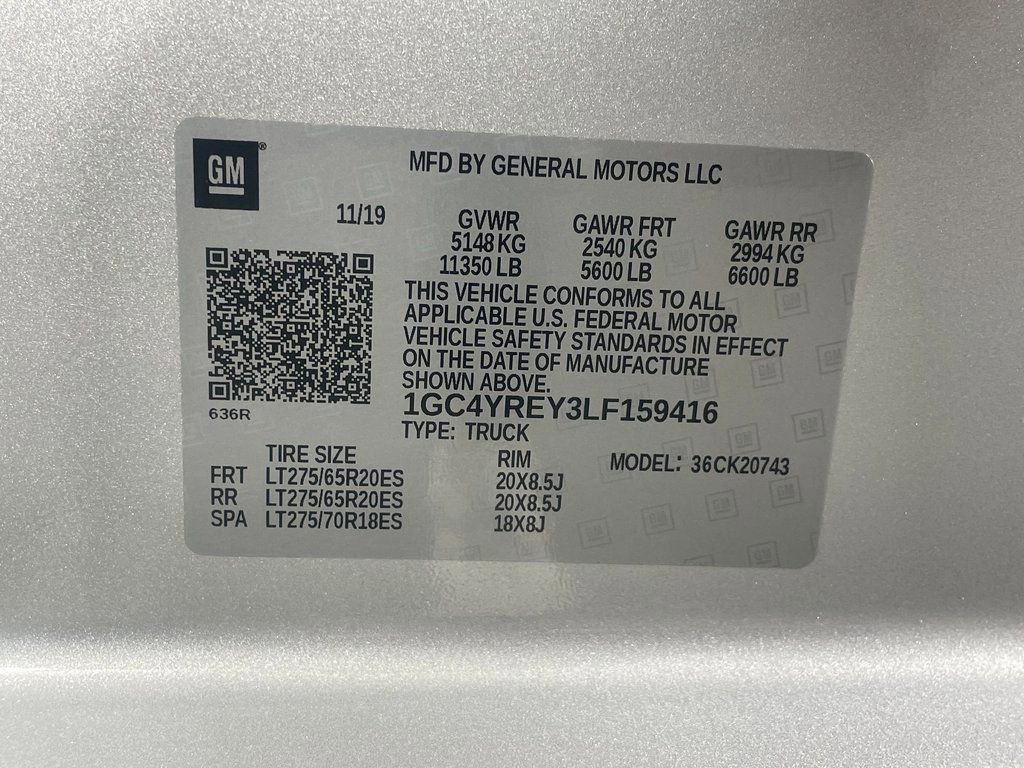 GM®
MFD BY GENERAL MOTORS LLC
11/19 GVWR GAWR FRT GAWR RR
5148 KG 2540 KG 2994 KG
11350 LB 5600 LB 6600 LB
THIS VEHICLE CONFORMS TO ALL
APPLICABLE U.S. FEDERAL MOTOR
VEHICLE SAFETY STANDARDS IN EFFECT
ON THE DATE OF MANUFACTURE
SHOWN ABOVE.
636R
1GC4YREY3LF159416
TYPE: TRUCK
TIRE SIZE RIM MODEL: 36CK20743
FRT LT275/65R20ES 20X8.5J
RR LT275/65R20ES 20X8.5J
SPA LT275/70R18ES 18X8J